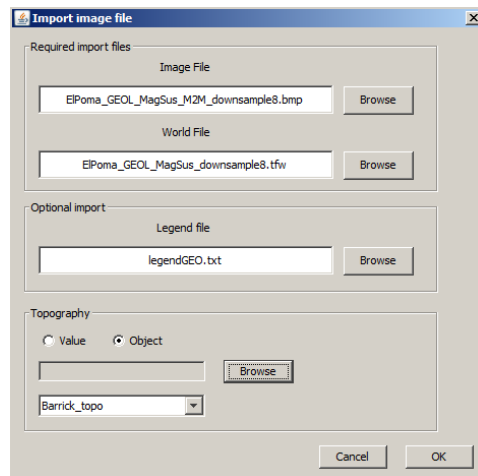 Import image file
Required import files
Image File
ElPoma_GEOL_MagSus_M2M_downsample8.bmp
Browse
World File
ElPoma_GEOL_MagSus_downsample8.tfw
Browse
Optional import
Legend file
legendGEO.txt
Browse
Topography
Value
Object
Browse
Barrick_topo
Cancel
OK